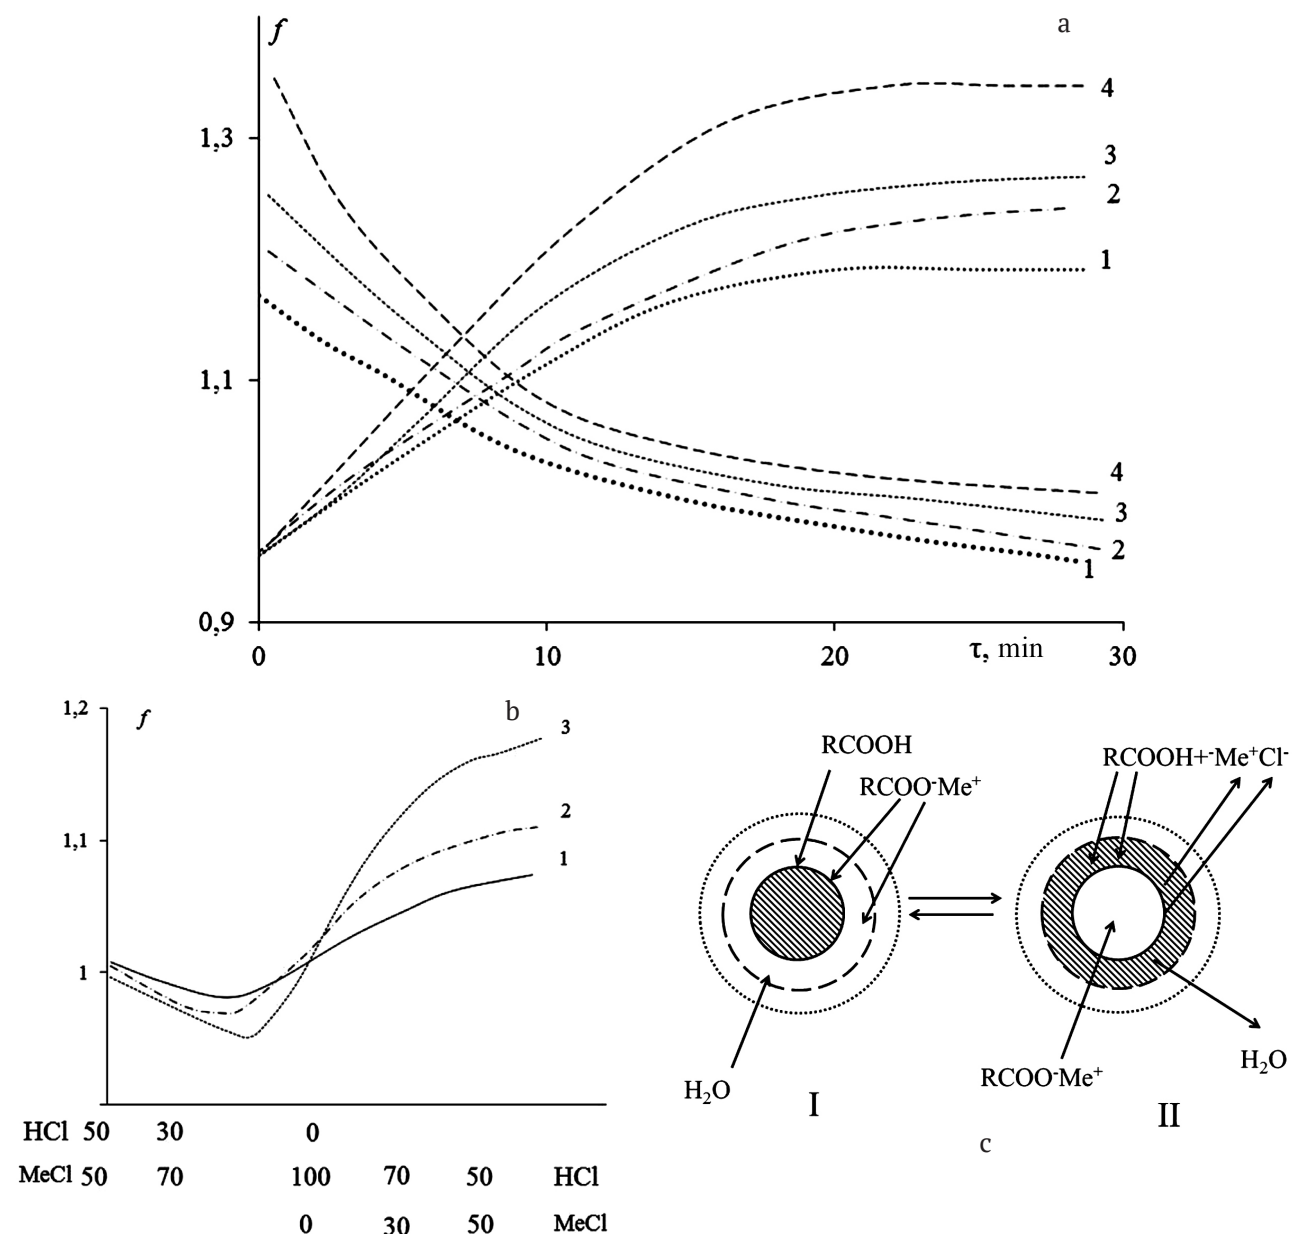 f
a
1,3
4
3
2
1
1,1
4
3
2
1
0,9
0
10
20
τ, min
30
1,2
f
b
3
1,1
2
1
1
HCl 50 30 0
MeCl 50 70 100 70 50 HCl
0 30 50 MeCl
RCOOH
RCOO⁻Me⁺
H₂O
I
RCOOH+⁻Me⁺Cl⁻
RCOO⁻Me⁺
H₂O
II
c